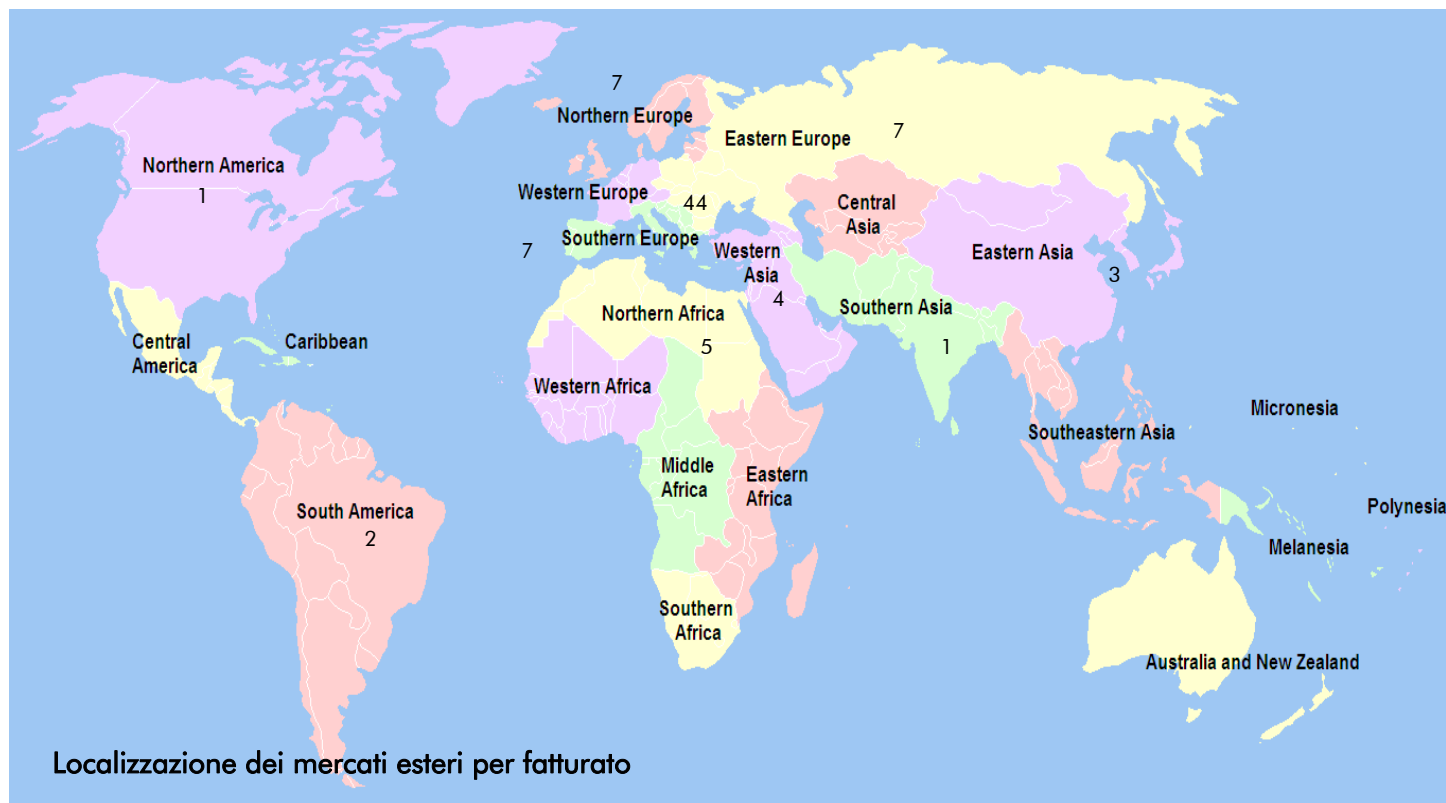 7
Northern Europe
Eastern Europe
7
Northern America
1
Western Europe
44
Central
Asia
7
Southern Europe
Western
Asia
4
Eastern Asia
3
Southern Asia
1
Northern Africa
5
Central
America
Caribbean
Western Africa
Micronesia
Southeastern Asia
Middle
Africa
Eastern
Africa
South America
2
Polynesia
Melanesia
Southern
Africa
Australia and New Zealand
Localizzazione dei mercati esteri per fatturato